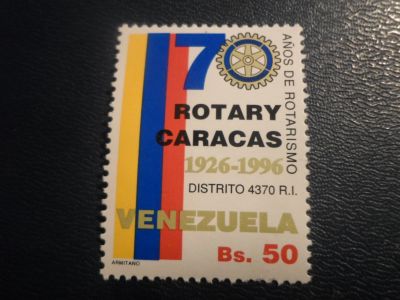 70
AÑOS DE ROTARISMO
ROTARY
CARACAS
1926-1996
DISTRITO 4370 R.I.
VENEZUELA
Bs. 50
ARMITANO